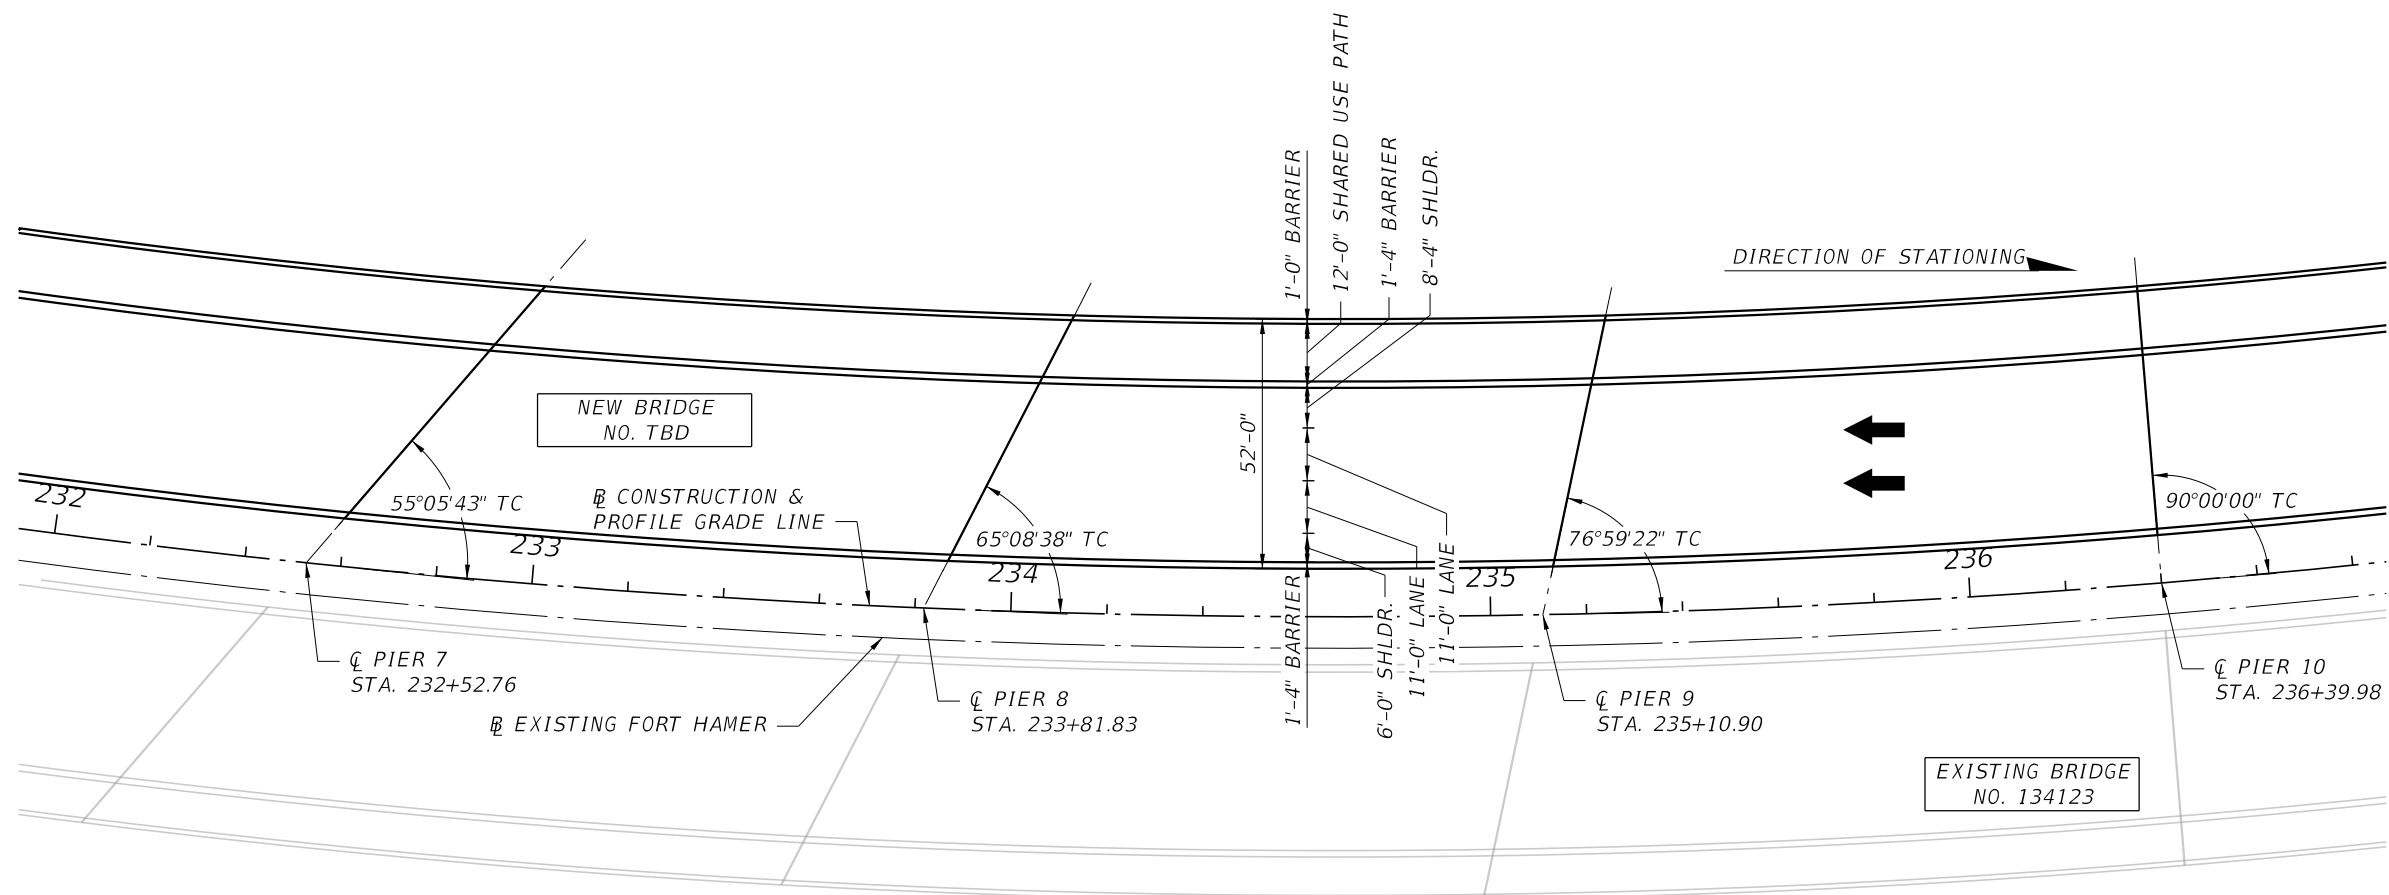 1'-0" BARRIER
12'-0" SHARED USE PATH
1'-4" BARRIER
8'-4" SHLDR.
DIRECTION OF STATIONING
NEW BRIDGE
NO. TBD
52'-0"
232
55°05'43" TC
℄ CONSTRUCTION &
PROFILE GRADE LINE
233
65°08'38" TC
234
76°59'22" TC
235
90°00'00" TC
236
11'-0" LANE
11'-0" LANE
6'-0" SHLDR.
1'-4" BARRIER
℄ PIER 7
STA. 232+52.76
℄ PIER 8
STA. 233+81.83
℄ PIER 9
STA. 235+10.90
℄ PIER 10
STA. 236+39.98
BL EXISTING FORT HAMER
EXISTING BRIDGE
NO. 134123